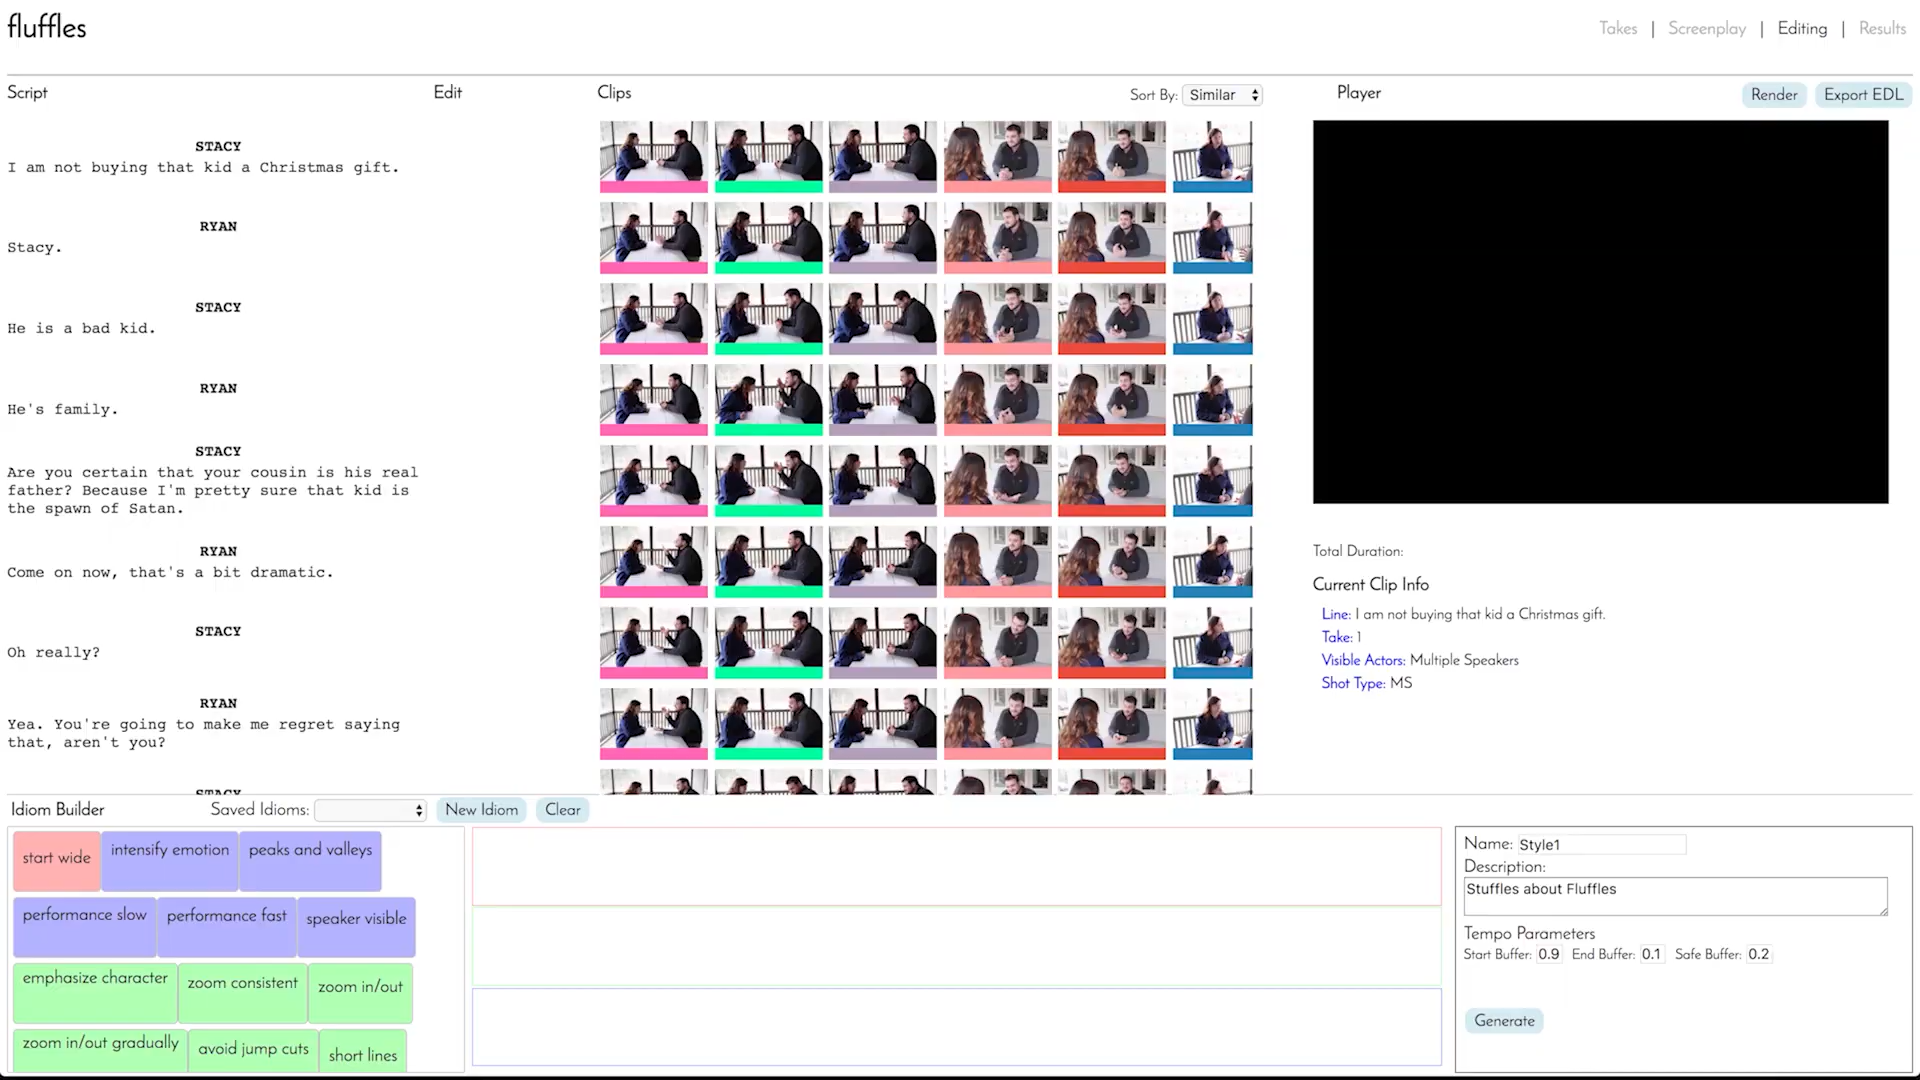 fluffles
Takes | Screenplay | Editing | Results
Script
Edit
Clips
Sort By: Similar
Player
Render
Export EDL
STACY
I am not buying that kid a Christmas gift.
RYAN
Stacy.
STACY
He is a bad kid.
RYAN
He's family.
STACY
Are you certain that your cousin is his real
father? Because I'm pretty sure that kid is
the spawn of Satan.
RYAN
Come on now, that's a bit dramatic.
STACY
Oh really?
RYAN
Yea. You're going to make me regret saying
that, aren't you?
STACY
Total Duration:
Current Clip Info
Line: I am not buying that kid a Christmas gift.
Take: 1
Visible Actors: Multiple Speakers
Shot Type: MS
Idiom Builder
Saved Idioms:
New Idiom
Clear
start wide
intensify emotion
peaks and valleys
performance slow
performance fast
speaker visible
emphasize character
zoom consistent
zoom in/out
zoom in/out gradually
avoid jump cuts
short lines
Name: Style1
Description:
Stuffles about Fluffles
Tempo Parameters
Start Buffer: 0.9 End Buffer: 0.1 Safe Buffer: 0.2
Generate